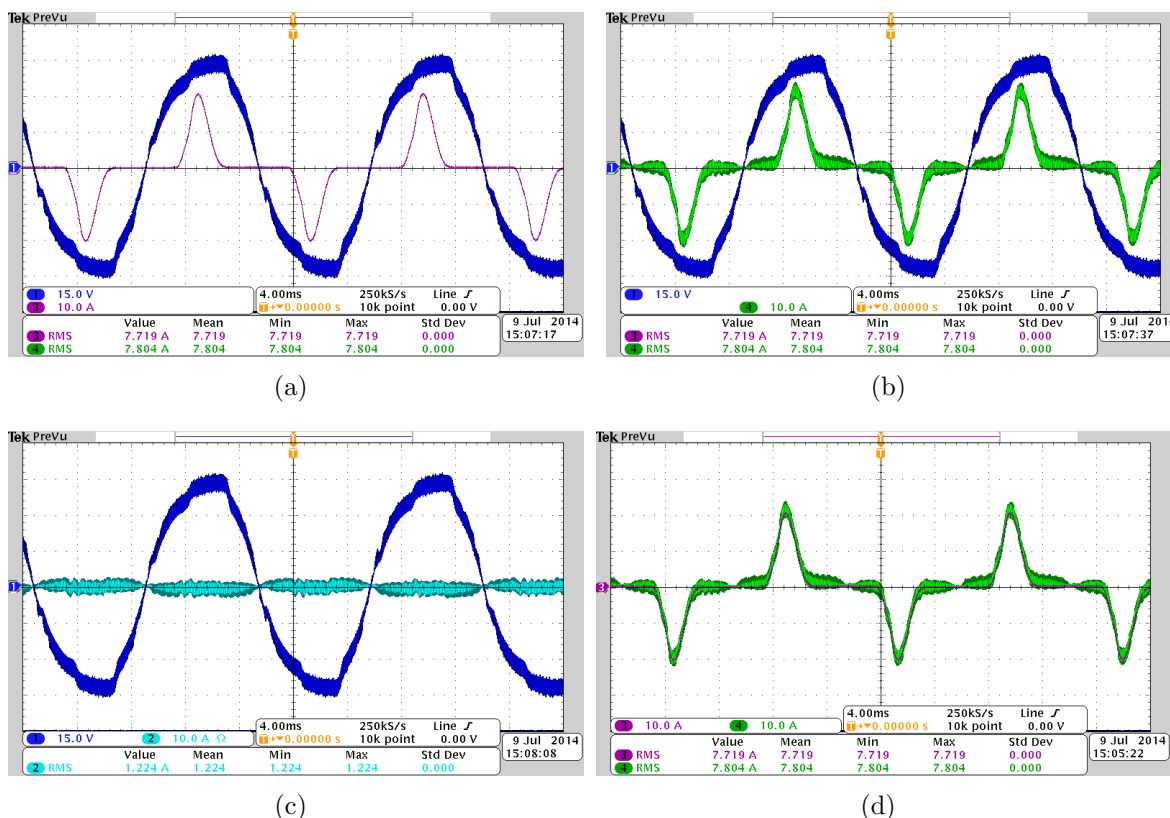 Tek PreVu
T
T
1
1 15.0 V
3 10.0 A
4.00ms 250kS/s Line
T→▼0.00000 s 10k point 0.00 V
Value Mean Min Max Std Dev
3 RMS 7.719 A 7.719 7.719 7.719 0.000
4 RMS 7.804 A 7.804 7.804 7.804 0.000
9 Jul 2014
15:07:17
(a)
Tek PreVu
T
T
1
1 15.0 V
4 10.0 A
4.00ms 250kS/s Line
T→▼0.00000 s 10k point 0.00 V
Value Mean Min Max Std Dev
3 RMS 7.719 A 7.719 7.719 7.719 0.000
4 RMS 7.804 A 7.804 7.804 7.804 0.000
9 Jul 201
15:07:37
(b)
Tek PreVu
T
T
1
1 15.0 V 2 10.0 A Ω
4.00ms 250kS/s Line
T→▼0.00000 s 10k point 0.00 V
Value Mean Min Max Std Dev
2 RMS 1.224 A 1.224 1.224 1.224 0.000
9 Jul 2014
15:08:08
(c)
Tek PreVu
T
T
3
3 10.0 A 4 10.0 A
4.00ms 250kS/s Line
T→▼0.00000 s 10k point 0.00 V
Value Mean Min Max Std Dev
3 RMS 7.719 A 7.719 7.719 7.719 0.000
4 RMS 7.804 A 7.804 7.804 7.804 0.000
9 Jul 2014
15:05:22
(d)